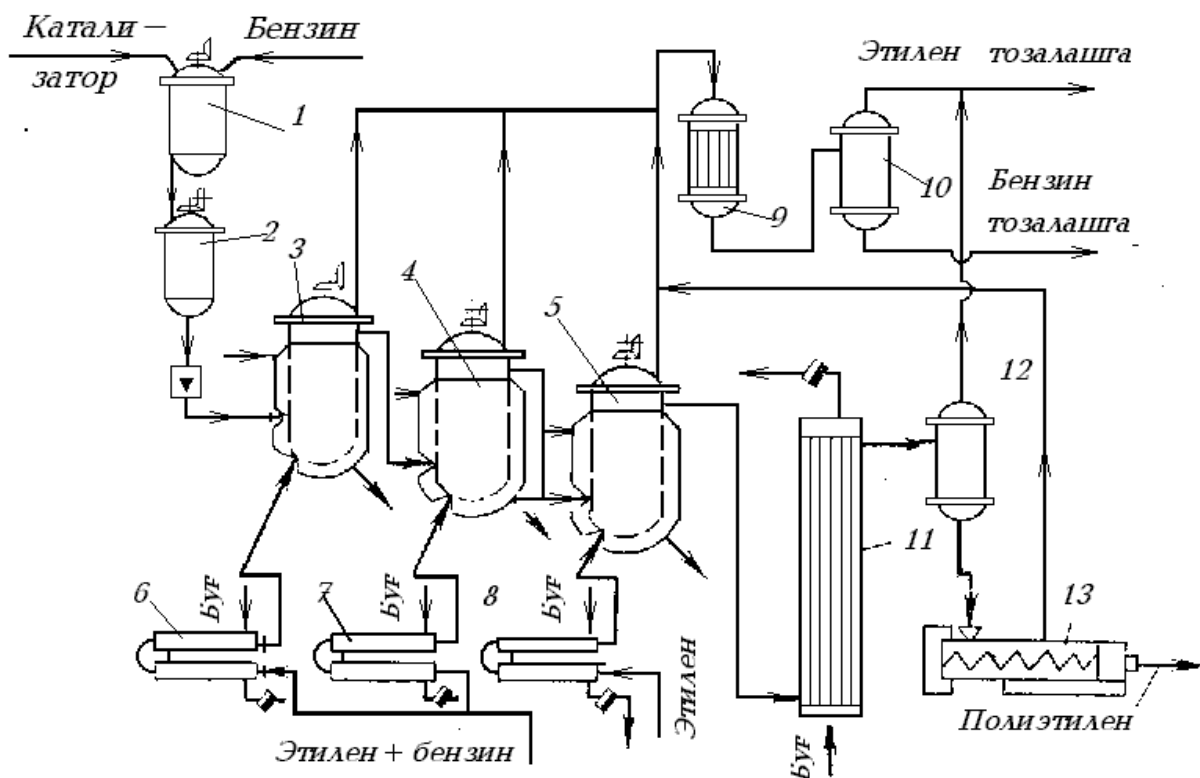 Катали–
затор
Бензин
1
2
3
4
5
Этилен тозалашга
10
9
Бензин
тозалашга
12
11
6
Буғ
7
Буғ
8
Буғ
Этилен
13
Этилен + бензин
Буғ
Полиэтилен